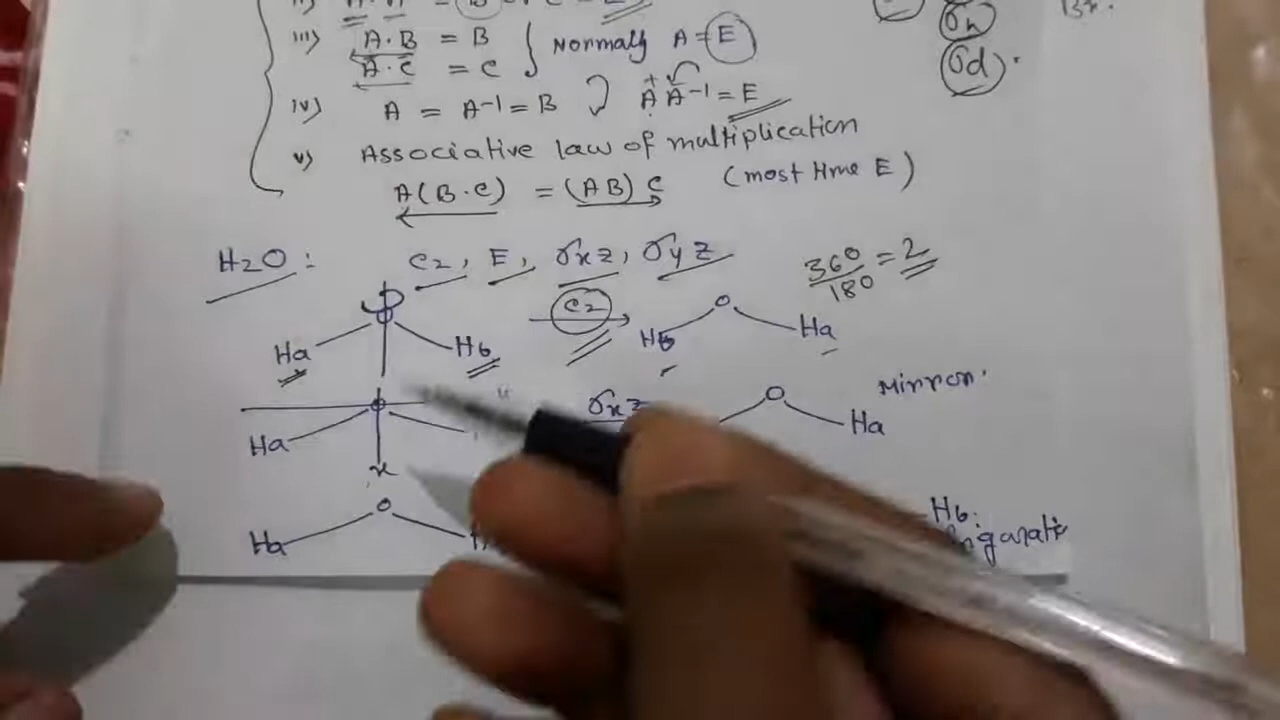 iii) A·B = B
A·C = C
Normally A = E
iv) A = A-1 = B
A A-1 = E
v) Associative law of multiplication
A(B·C) = (AB) C (most time E)
σh
σd
H2O: C2, E, σxz, σyz
360/180 = 2
Ha Hb
C2
O
Hb Ha
Mirror
σxz
Ha
x
O
Ha
Ha
O
Ha
Hb